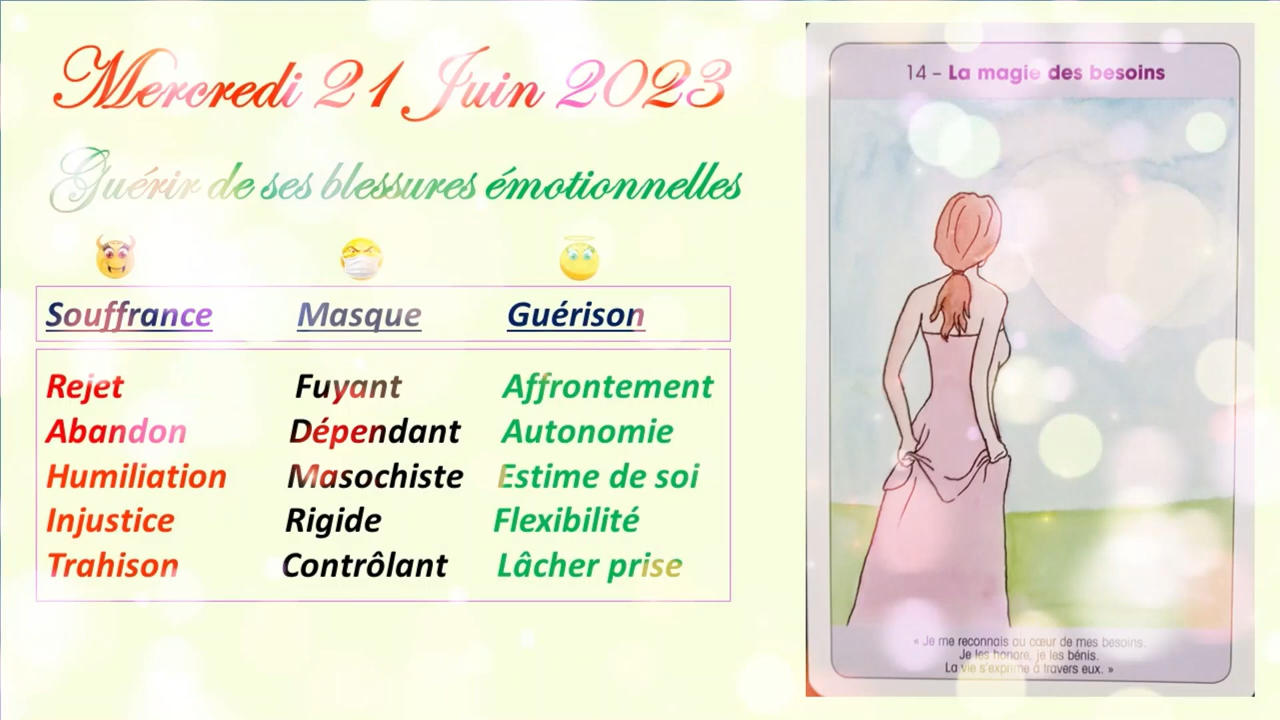 Mercredi 21 Juin 2023
Guérir de ses blessures émotionnelles
Souffrance Masque Guérison
Rejet Fuyant Affrontement
Abandon Dépendant Autonomie
Humiliation Masochiste Estime de soi
Injustice Rigide Flexibilité
Trahison Contrôlant Lâcher prise
14 - La magie des besoins
« Je me reconnais au cœur de mes besoins.
Je les honore, je les bénis.
La vie s'exprime à travers eux. »